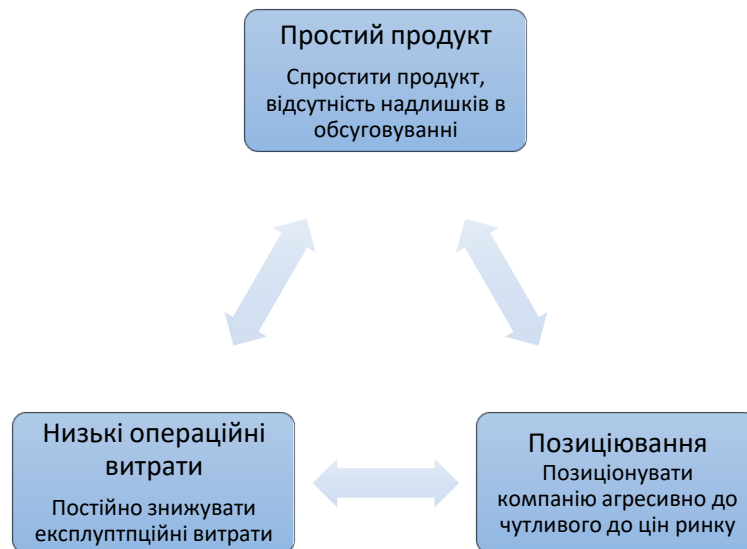 Простий продукт
Спростити продукт,
відсутність надлишків в
обсуговуванні
Низькі операційні
витрати
Постійно знижувати
експлуптпційні витрати
Позиціювання
Позиціонувати
компанію агресивно до
чутливого до цін ринку